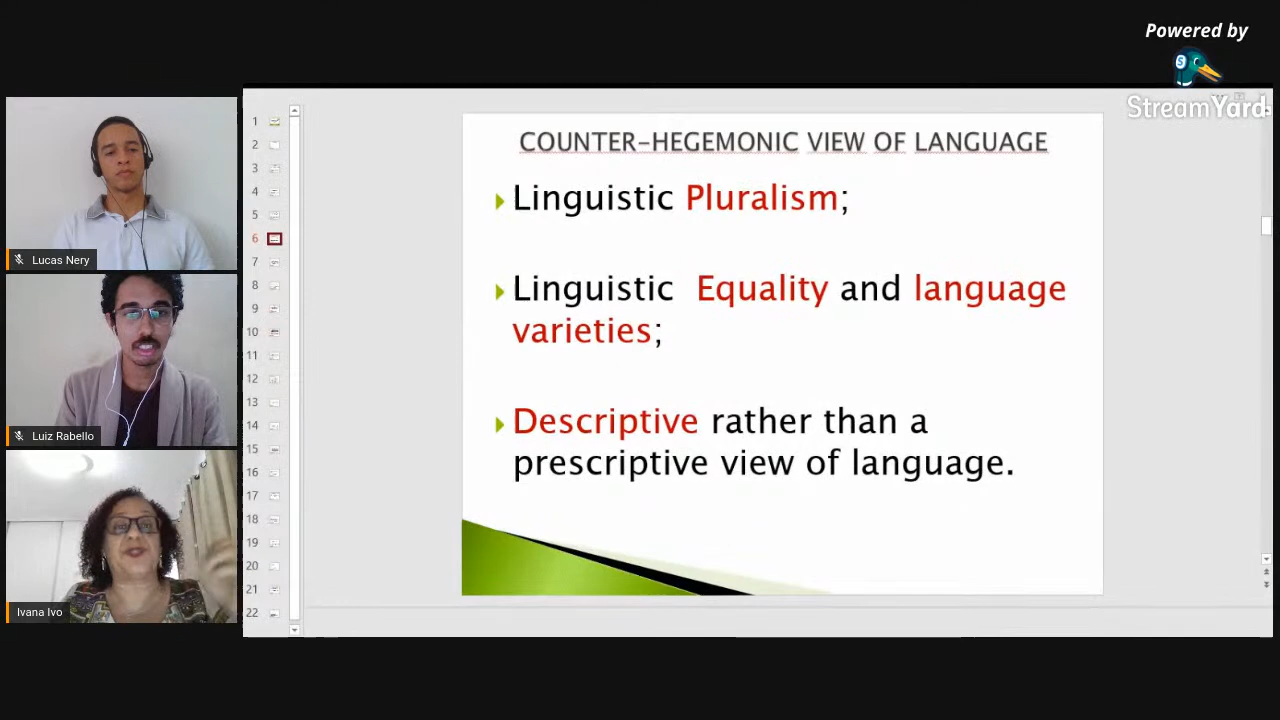 Powered by
StreamYard
Lucas Nery
Luiz Rabello
Ivana Ivo
1
2
3
4
5
6
7
8
9
10
11
12
13
14
15
16
17
18
19
20
21
22
COUNTER-HEGEMONIC VIEW OF LANGUAGE
Linguistic Pluralism;
Linguistic Equality and language
varieties;
Descriptive rather than a
prescriptive view of language.